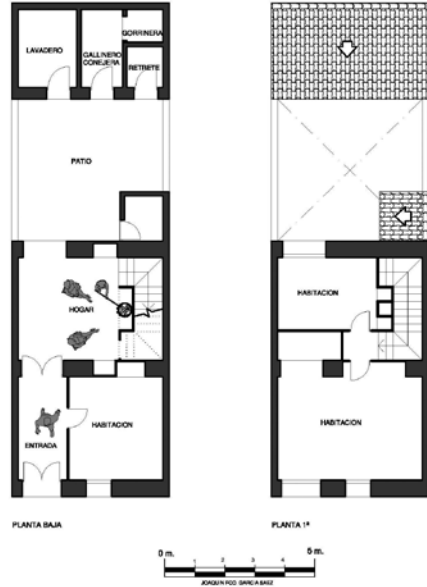 LAVADERO
GALLINERO
CONEJERA
GORRINERA
RETRETE
PATIO
HOGAR
HABITACION
ENTRADA
HABITACION
HABITACION
PLANTA BAJA
PLANTA 1ª
0 m.
1
2
3
4
5 m.
JOAQUIN FCO. GARCIA SAEZ